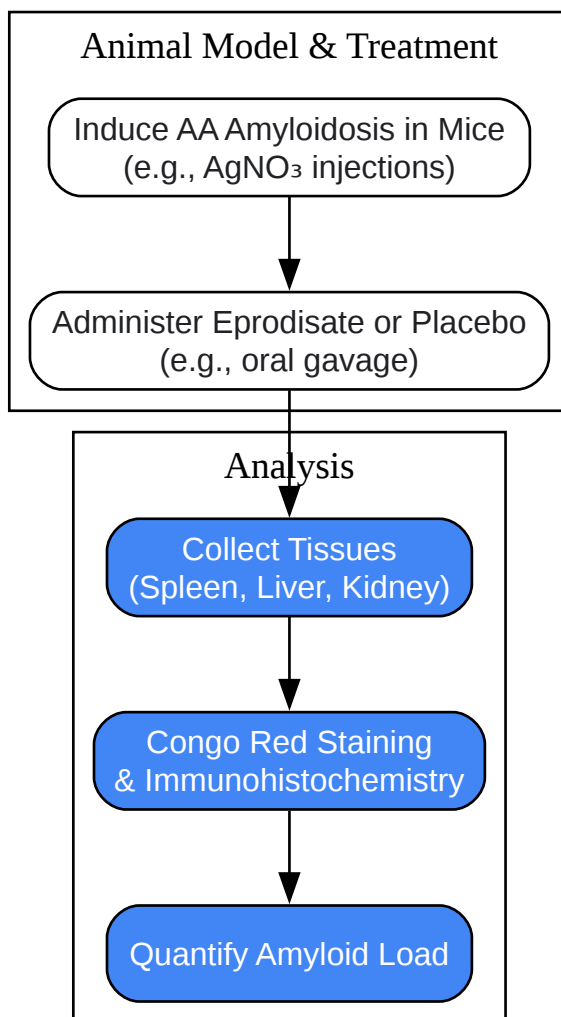 Animal Model & Treatment
Induce AA Amyloidosis in Mice
(e.g., AgNO₃ injections)
Administer Eprodisate or Placebo
(e.g., oral gavage)
Analysis
Collect Tissues
(Spleen, Liver, Kidney)
Congo Red Staining
& Immunohistochemistry
Quantify Amyloid Load